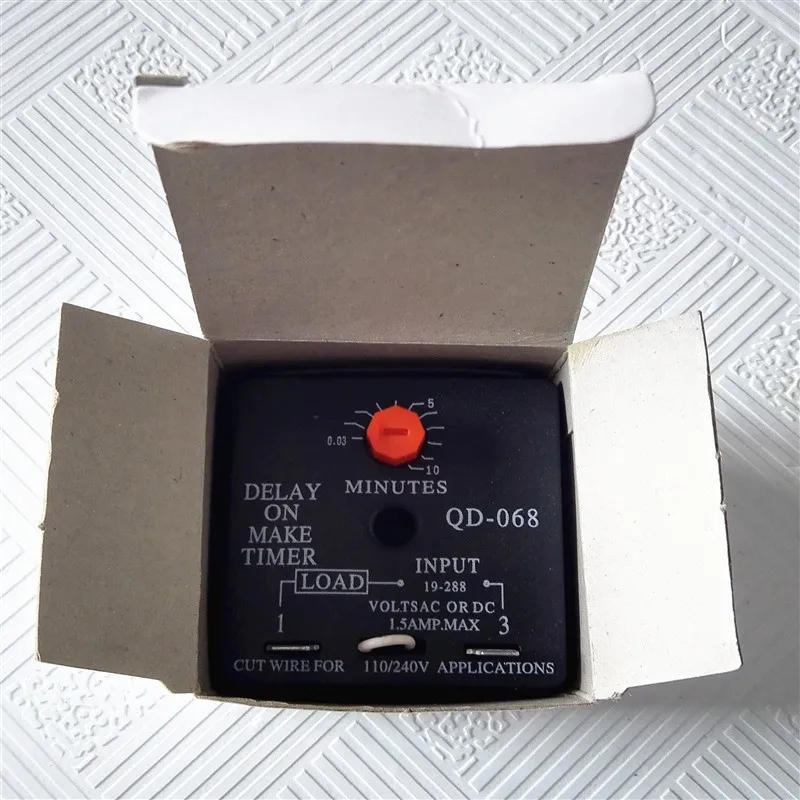 5
0.03
10
MINUTES
DELAY
ON
MAKE
TIMER
QD-068
LOAD
INPUT
19-288
VOLTSAC OR DC
1 1.5AMP.MAX 3
CUT WIRE FOR 110/240V APPLICATIONS